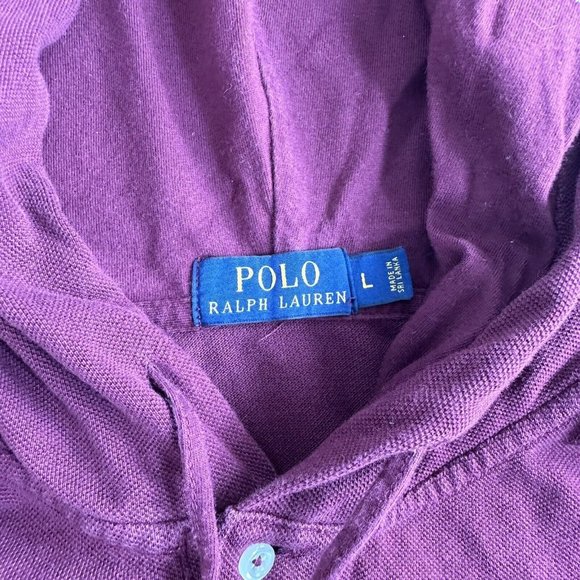 POLO
RALPH LAUREN
L
MADE IN
SRI LANKA